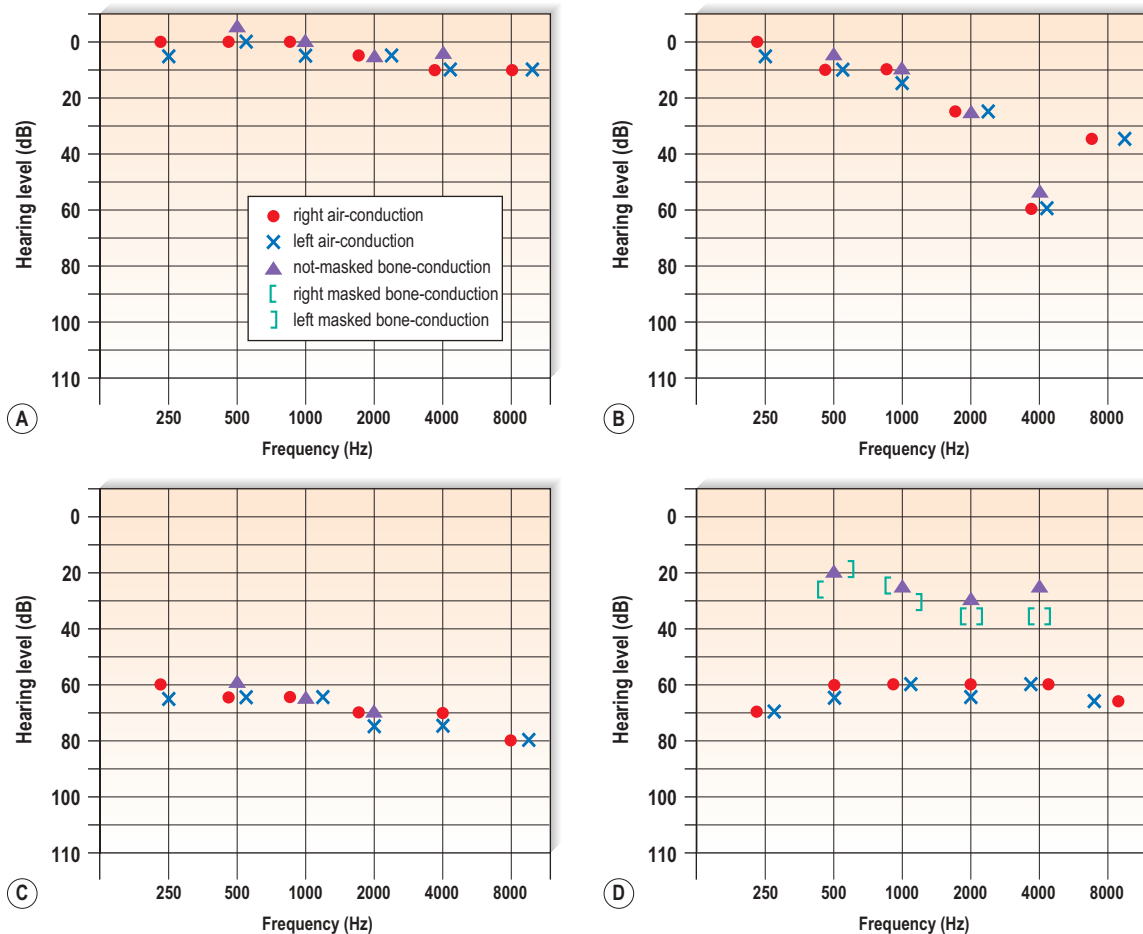 0
20
40
60
80
100
110
Hearing level (dB)
right air-conduction
left air-conduction
not-masked bone-conduction
right masked bone-conduction
left masked bone-conduction
250 500 1000 2000 4000 8000
Frequency (Hz)
A
0
20
40
60
80
100
110
Hearing level (dB)
250 500 1000 2000 4000 8000
Frequency (Hz)
B
0
20
40
60
80
100
110
Hearing level (dB)
250 500 1000 2000 4000 8000
Frequency (Hz)
C
0
20
40
60
80
100
110
Hearing level (dB)
250 500 1000 2000 4000 8000
Frequency (Hz)
D